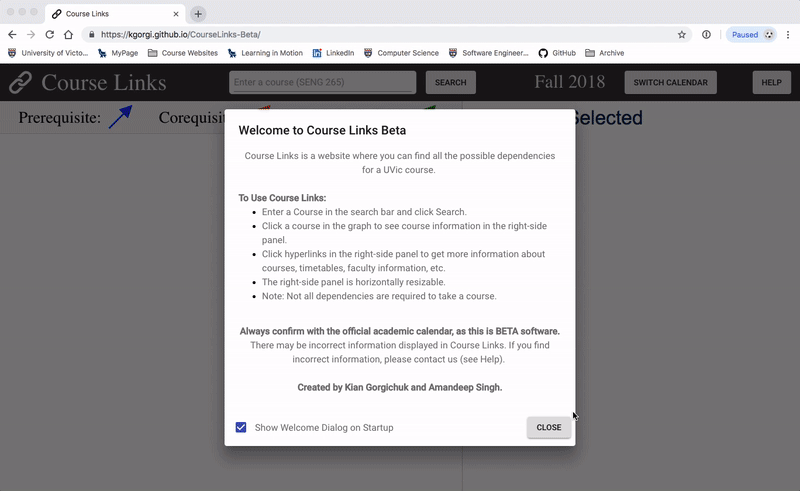 Course Links
https://kgorgi.github.io/CourseLinks-Beta/
Paused
University of Victo...
MyPage
Course Websites
Learning in Motion
LinkedIn
Computer Science
Software Engineer...
GitHub
Archive
Course Links
Enter a course (SENG 265)
SEARCH
Fall 2018
SWITCH CALENDAR
HELP
Prerequisite:
Selected
Welcome to Course Links Beta
Course Links is a website where you can find all the possible dependencies
for a UVic course.
To Use Course Links:
Enter a Course in the search bar and click Search.
Click a course in the graph to see course information in the right-side
panel.
Click hyperlinks in the right-side panel to get more information about
courses, timetables, faculty information, etc.
The right-side panel is horizontally resizable.
Note: Not all dependencies are required to take a course.
Always confirm with the official academic calendar, as this is BETA software.
There may be incorrect information displayed in Course Links. If you find
incorrect information, please contact us (see Help).
Created by Kian Gorgichuk and Amandeep Singh.
Show Welcome Dialog on Startup
CLOSE